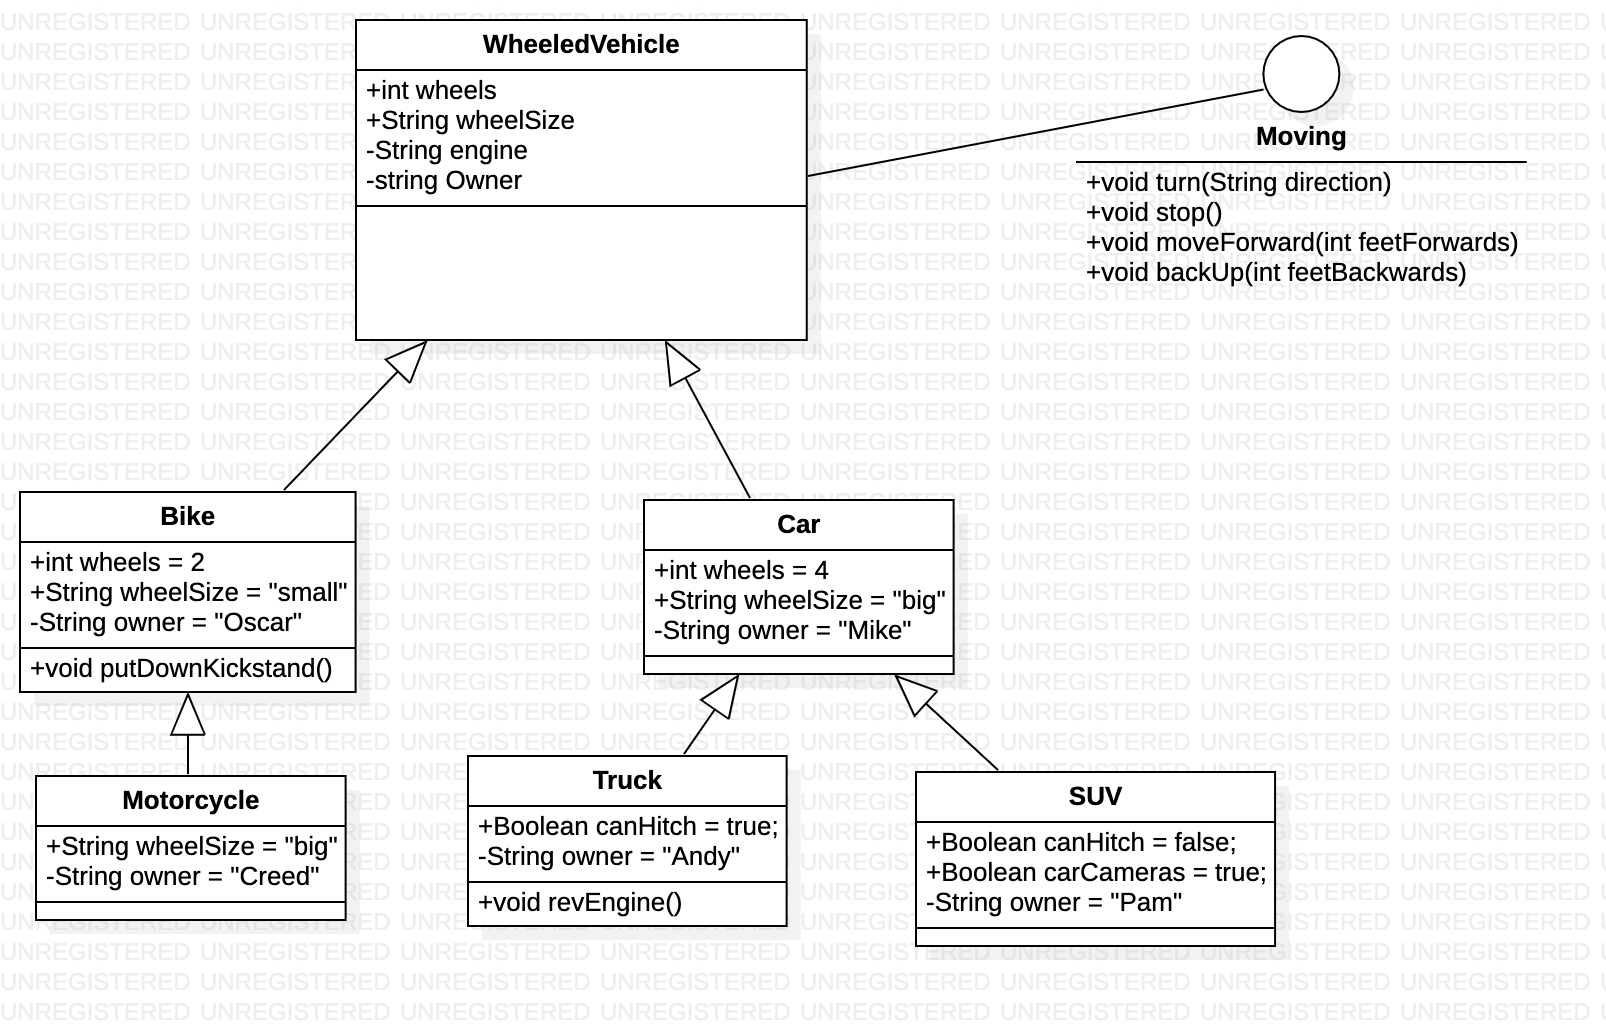 WheeledVehicle
+int wheels
+String wheelSize
-String engine
-string Owner
Moving
+void turn(String direction)
+void stop()
+void moveForward(int feetForwards)
+void backUp(int feetBackwards)
Bike
+int wheels = 2
+String wheelSize = "small"
-String owner = "Oscar"
+void putDownKickstand()
Car
+int wheels = 4
+String wheelSize = "big"
-String owner = "Mike"
Motorcycle
+String wheelSize = "big"
-String owner = "Creed"
Truck
+Boolean canHitch = true;
-String owner = "Andy"
+void revEngine()
SUV
+Boolean canHitch = false;
+Boolean carCameras = true;
-String owner = "Pam"
UNREGISTERED